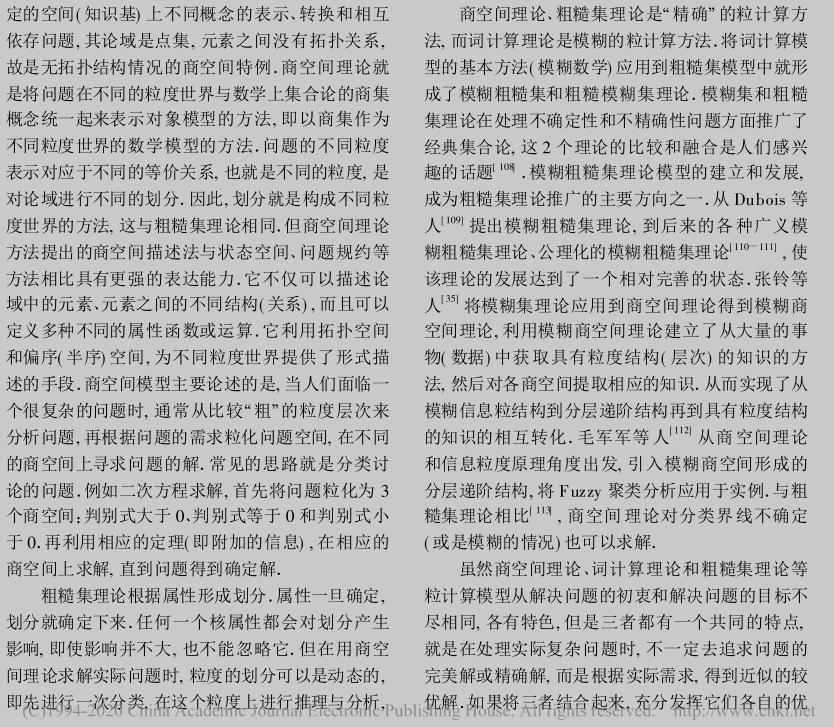 定的空间(知识基) 上不同概念的表示、转换和相互
依存问题, 其论域是点集, 元素之间没有拓扑关系,
故是无拓扑结构情况的商空间特例. 商空间理论就
是将问题在不同的粒度世界与数学上集合论的商集
概念统一起来表示对象模型的方法, 即以商集作为
不同粒度世界的数学模型的方法. 问题的不同粒度
表示对应于不同的等价关系, 也就是不同的粒度, 是
对论域进行不同的划分. 因此, 划分就是构成不同粒
度世界的方法, 这与粗糙集理论相同. 但商空间理论
方法提出的商空间描述法与状态空间、问题规约等
方法相比具有更强的表达能力. 它不仅可以描述论
域中的元素、元素之间的不同结构(关系) , 而且可以
定义多种不同的属性函数或运算. 它利用拓扑空间
和偏序(半序) 空间, 为不同粒度世界提供了形式描
述的手段. 商空间模型主要论述的是, 当人们面临一
个很复杂的问题时, 通常从比较“粗”的粒度层次来
分析问题, 再根据问题的需求粒化问题空间, 在不同
的商空间上寻求问题的解. 常见的思路就是分类讨
论的问题. 例如二次方程求解, 首先将问题粒化为 3
个商空间: 判别式大于 0、判别式等于 0 和判别式小
于 0. 再利用相应的定理(即附加的信息) , 在相应的
商空间上求解, 直到问题得到确定解.
粗糙集理论根据属性形成划分. 属性一旦确定,
划分就确定下来. 任何一个核属性都会对划分产生
影响, 即使影响并不大, 也不能忽略它. 但在用商空
间理论求解实际问题时, 粒度的划分可以是动态的,
即先进行一次分类, 在这个粒度上进行推理与分析.
商空间理论、粗糙集理论是“精确”的粒计算方
法, 而词计算理论是模糊的粒计算方法. 将词计算模
型的基本方法(模糊数学) 应用到粗糙集模型中就形
成了模糊粗糙集和粗糙模糊集理论. 模糊集和粗糙
集理论在处理不确定性和不精确性问题方面推广了
经典集合论, 这 2 个理论的比较和融合是人们感兴
趣的话题[108] . 模糊粗糙集理论模型的建立和发展,
成为粗糙集理论推广的主要方向之一. 从 Dubois 等
人[109] 提出模糊粗糙集理论, 到后来的各种广义模
糊粗糙集理论、公理化的模糊粗糙集理论[110-111] , 使
该理论的发展达到了一个相对完善的状态. 张铃等
人[35] 将模糊集理论应用到商空间理论得到模糊商
空间理论, 利用模糊商空间理论建立了从大量的事
物(数据) 中获取具有粒度结构(层次) 的知识的方
法, 然后对各商空间提取相应的知识. 从而实现了从
模糊信息粒结构到分层递阶结构再到具有粒度结构
的知识的相互转化. 毛军军等人[112] 从商空间理论
和信息粒度原理角度出发, 引入模糊商空间形成的
分层递阶结构, 将 Fuzzy 聚类分析应用于实例. 与粗
糙集理论相比[113] , 商空间理论对分类界线不确定
(或是模糊的情况) 也可以求解.
虽然商空间理论、词计算理论和粗糙集理论等
粒计算模型从解决问题的初衷和解决问题的目标不
尽相同, 各有特色, 但是三者都有一个共同的特点,
就是在处理实际复杂问题时, 不一定去追求问题的
完美解或精确解, 而是根据实际需求, 得到近似的较
优解. 如果将三者结合起来, 充分发挥它们各自的优
(C)1994-2020 China Academic Journal Electronic Publishing House. All rights reserved. http://www.cnki.net